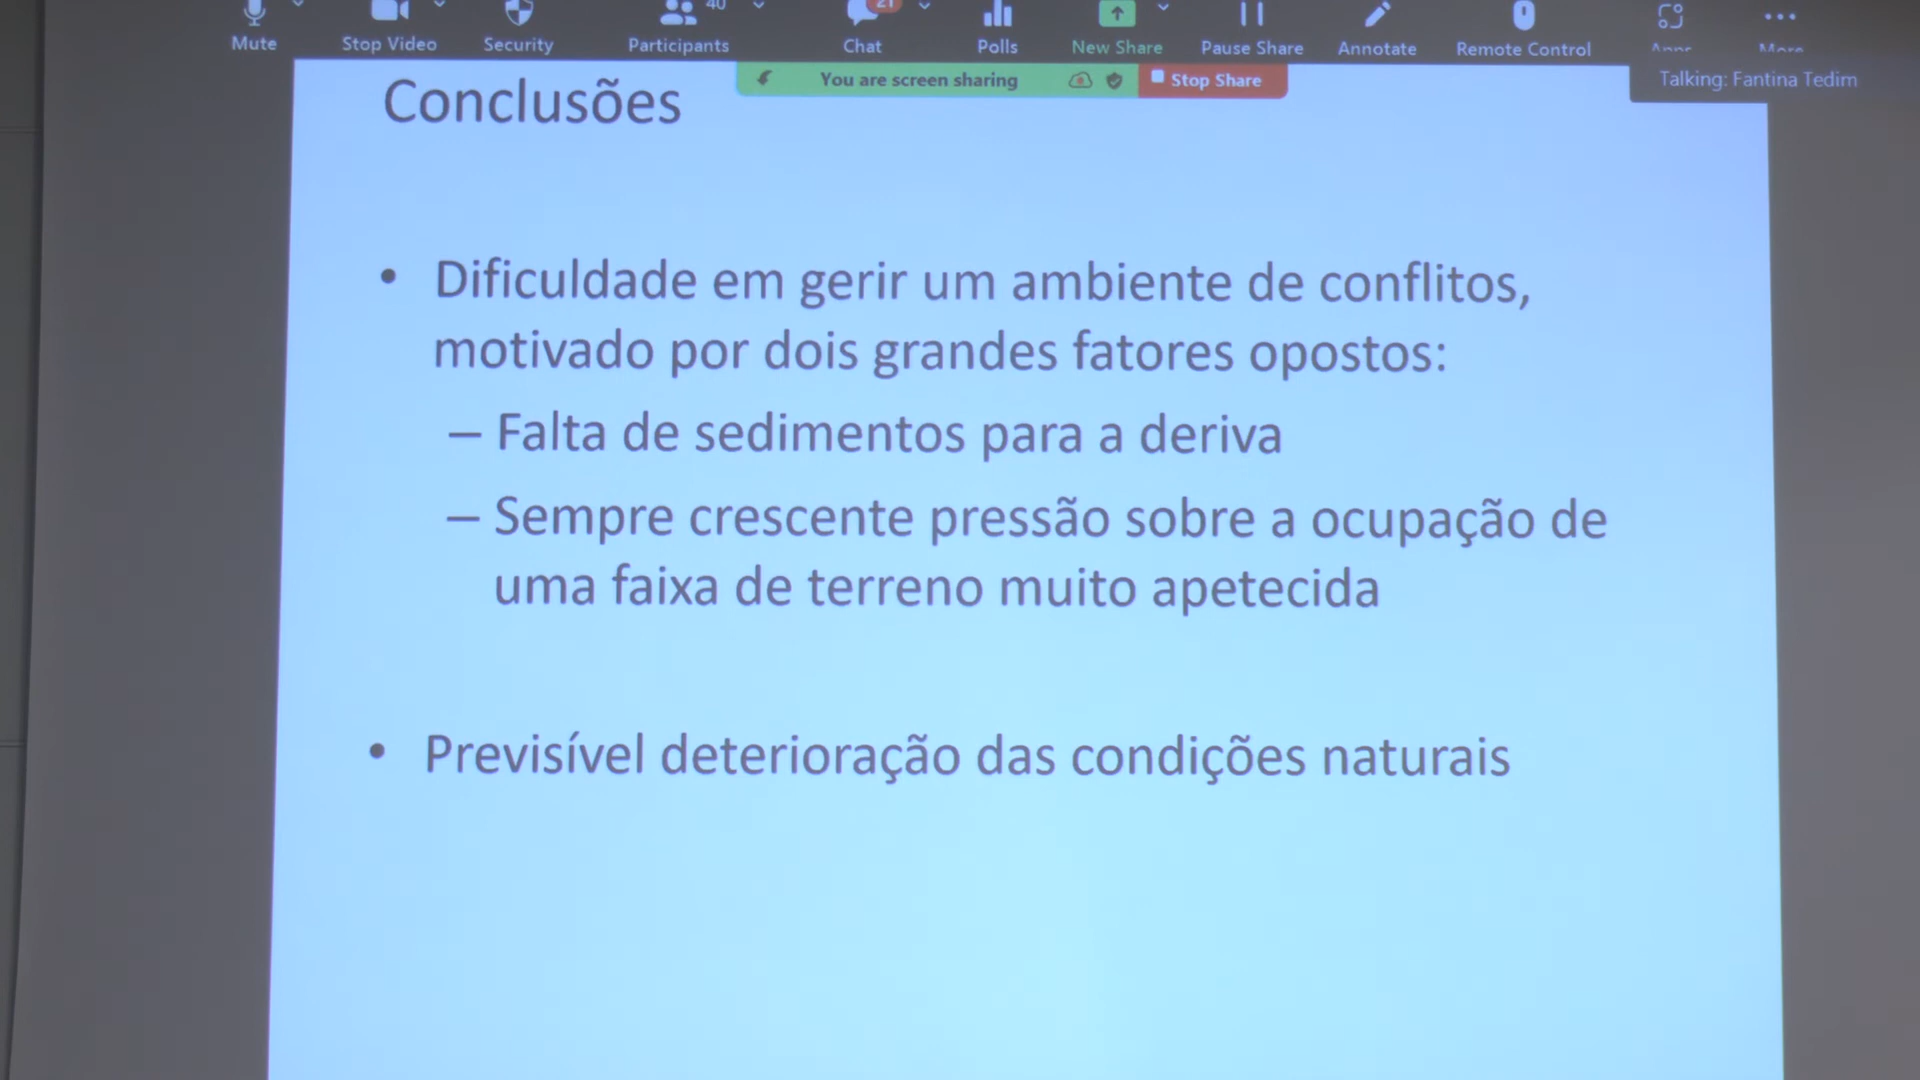 40
21
Mute
Stop Video
Security
Participants
Chat
Polls
New Share
Pause Share
Annotate
Remote Control
More
You are screen sharing
Stop Share
Talking: Fantina Tedim
Conclusões
• Dificuldade em gerir um ambiente de conflitos,
motivado por dois grandes fatores opostos:
– Falta de sedimentos para a deriva
– Sempre crescente pressão sobre a ocupação de
uma faixa de terreno muito apetecida
• Previsível deterioração das condições naturais